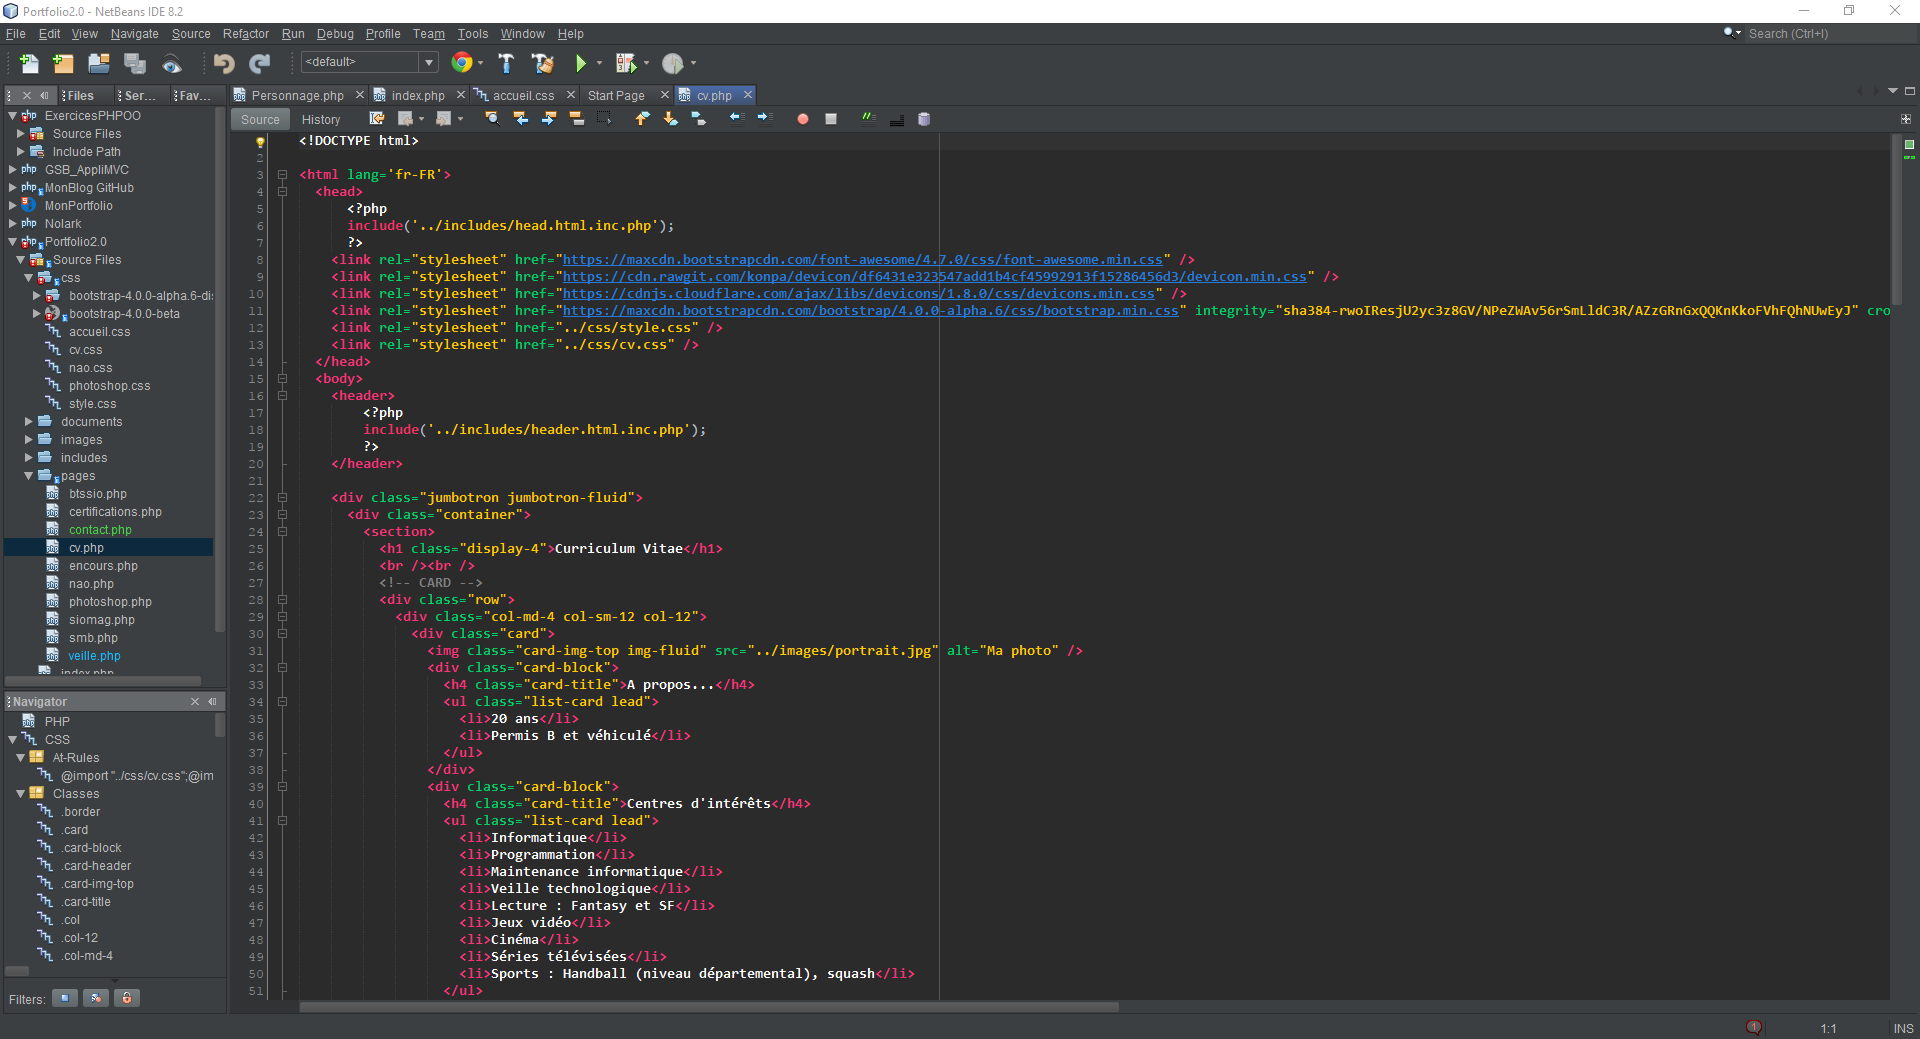 Portfolio2.0 - NetBeans IDE 8.2
File Edit View Navigate Source Refactor Run Debug Profile Team Tools Window Help
Search (Ctrl+I)
<default>
Files Ser... Fav...
Personnage.php index.php accueil.css Start Page cv.php
Source History
ExercicesPHPOO
Source Files
Include Path
GSB_AppliMVC
MonBlog GitHub
MonPortfolio
Nolark
Portfolio2.0
Source Files
css
bootstrap-4.0.0-alpha.6-di
bootstrap-4.0.0-beta
accueil.css
cv.css
nao.css
photoshop.css
style.css
documents
images
includes
pages
btssio.php
certifications.php
contact.php
cv.php
encours.php
nao.php
photoshop.php
siomag.php
smb.php
veille.php
index.php
Navigator
PHP
CSS
At-Rules
@import "../css/cv.css";@im
Classes
.border
.card
.card-block
.card-header
.card-img-top
.card-title
.col
.col-12
.col-md-4
Filters:
1 <!DOCTYPE html>
2
3 <html lang='fr-FR'>
4 <head>
5 <?php
6 include('../includes/head.html.inc.php');
7 ?>
8 <link rel="stylesheet" href="https://maxcdn.bootstrapcdn.com/font-awesome/4.7.0/css/font-awesome.min.css" />
9 <link rel="stylesheet" href="https://cdn.rawgit.com/konpa/devicon/df6431e323547add1b4cf45992913f15286456d3/devicon.min.css" />
10 <link rel="stylesheet" href="https://cdnjs.cloudflare.com/ajax/libs/devicons/1.8.0/css/devicons.min.css" />
11 <link rel="stylesheet" href="https://maxcdn.bootstrapcdn.com/bootstrap/4.0.0-alpha.6/css/bootstrap.min.css" integrity="sha384-rwoIResjU2yc3z8GV/NPeZWAv56rSmLldC3R/AZzGRnGxQQKnKkoFVhFQhNUwEyJ" cro
12 <link rel="stylesheet" href="../css/style.css" />
13 <link rel="stylesheet" href="../css/cv.css" />
14 </head>
15 <body>
16 <header>
17 <?php
18 include('../includes/header.html.inc.php');
19 ?>
20 </header>
21
22 <div class="jumbotron jumbotron-fluid">
23 <div class="container">
24 <section>
25 <h1 class="display-4">Curriculum Vitae</h1>
26 <br /><br />
27 <!-- CARD -->
28 <div class="row">
29 <div class="col-md-4 col-sm-12 col-12">
30 <div class="card">
31 <img class="card-img-top img-fluid" src="../images/portrait.jpg" alt="Ma photo" />
32 <div class="card-block">
33 <h4 class="card-title">A propos...</h4>
34 <ul class="list-card lead">
35 <li>20 ans</li>
36 <li>Permis B et véhiculé</li>
37 </ul>
38 </div>
39 <div class="card-block">
40 <h4 class="card-title">Centres d'intérêts</h4>
41 <ul class="list-card lead">
42 <li>Informatique</li>
43 <li>Programmation</li>
44 <li>Maintenance informatique</li>
45 <li>Veille technologique</li>
46 <li>Lecture : Fantasy et SF</li>
47 <li>Jeux vidéo</li>
48 <li>Cinéma</li>
49 <li>Séries télévisées</li>
50 <li>Sports : Handball (niveau départemental), squash</li>
51 </ul>
1 1:1 INS